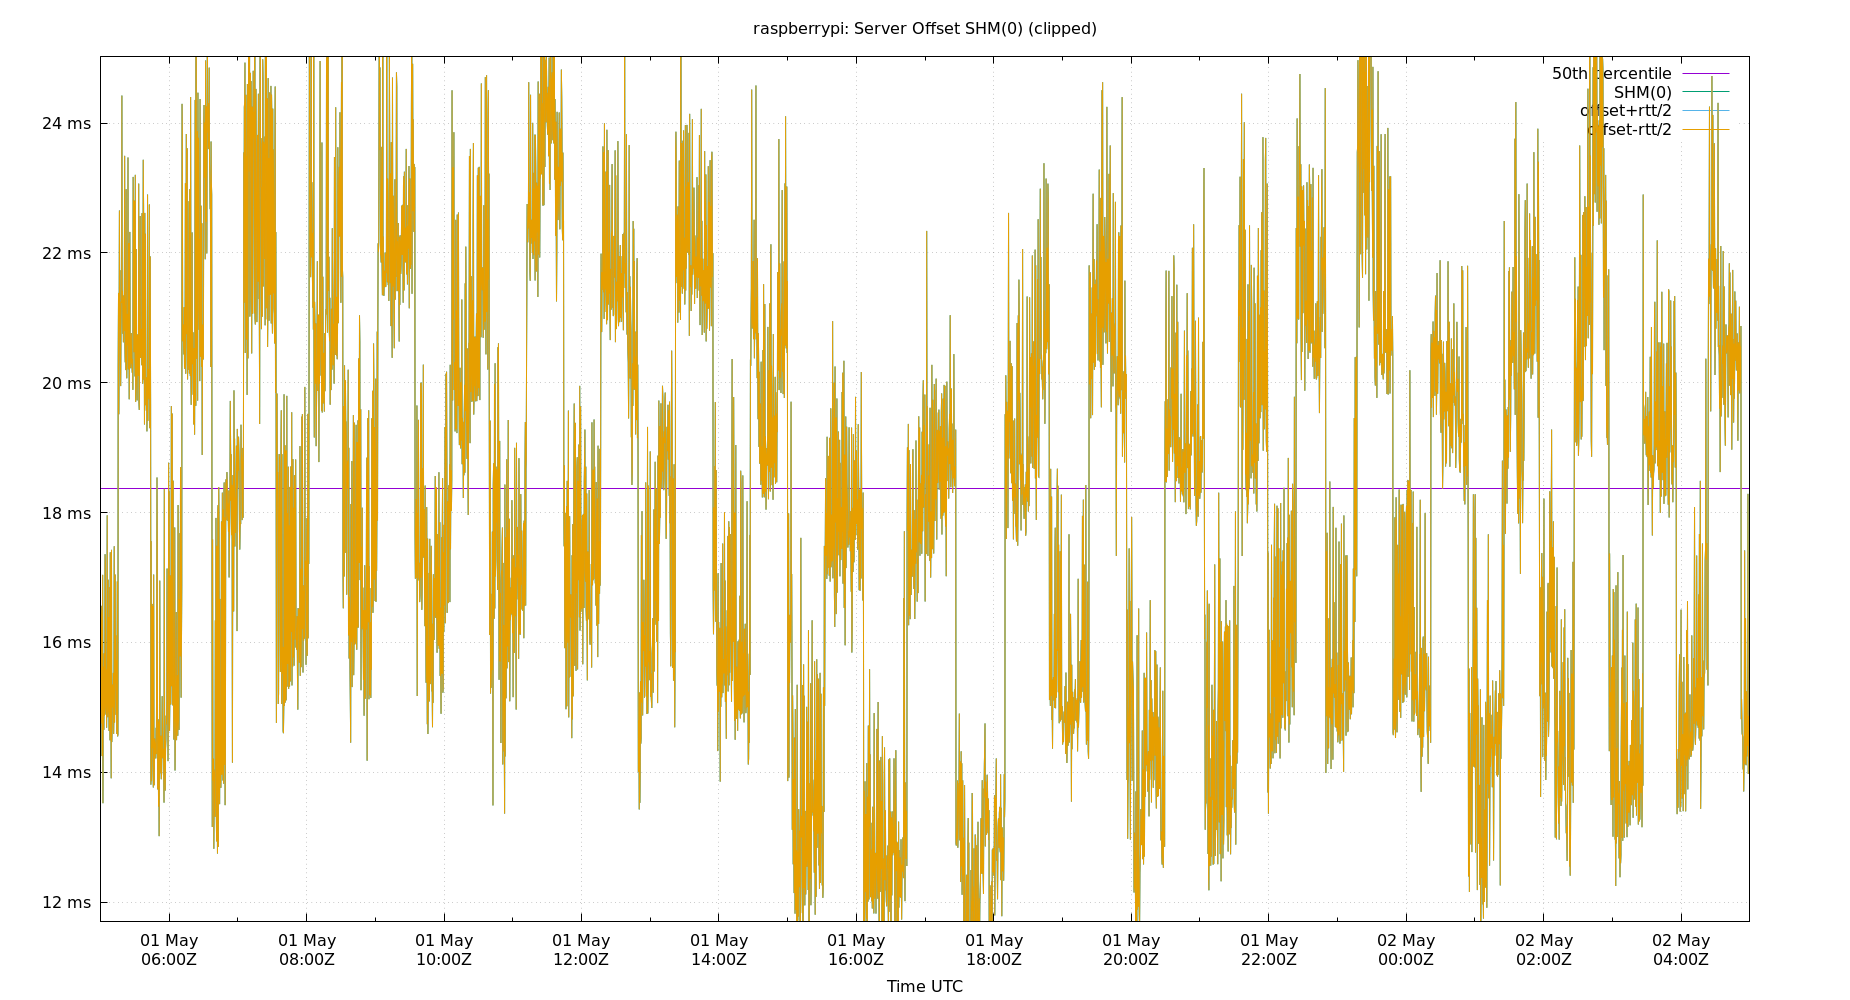 raspberrypi: Server Offset SHM(0) (clipped)
50th percentile
SHM(0)
offset+rtt/2
offset-rtt/2
24 ms
22 ms
20 ms
18 ms
16 ms
14 ms
12 ms
01 May 01 May 01 May 01 May 01 May 01 May 01 May 01 May 01 May 02 May 02 May 02 May
06:00Z 08:00Z 10:00Z 12:00Z 14:00Z 16:00Z 18:00Z 20:00Z 22:00Z 00:00Z 02:00Z 04:00Z
Time UTC